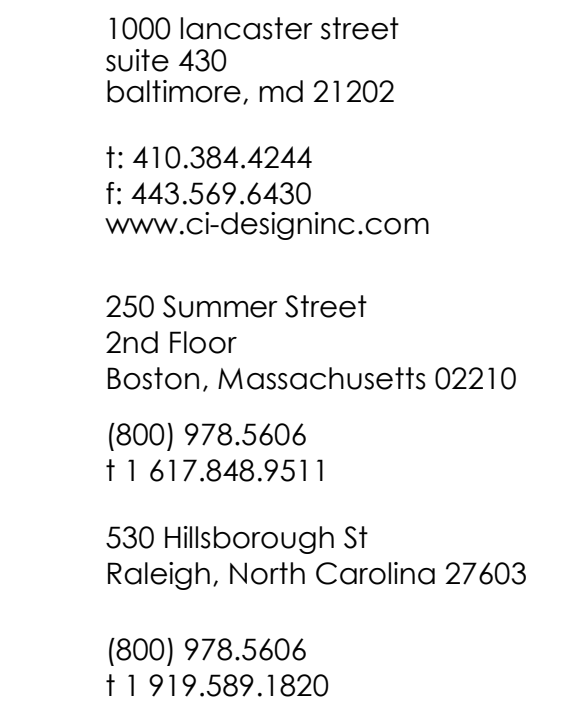 1000 lancaster street
suite 430
baltimore, md 21202
t: 410.384.4244
f: 443.569.6430
www.ci-designinc.com
250 Summer Street
2nd Floor
Boston, Massachusetts 02210
(800) 978.5606
t 1 617.848.9511
530 Hillsborough St
Raleigh, North Carolina 27603
(800) 978.5606
t 1 919.589.1820